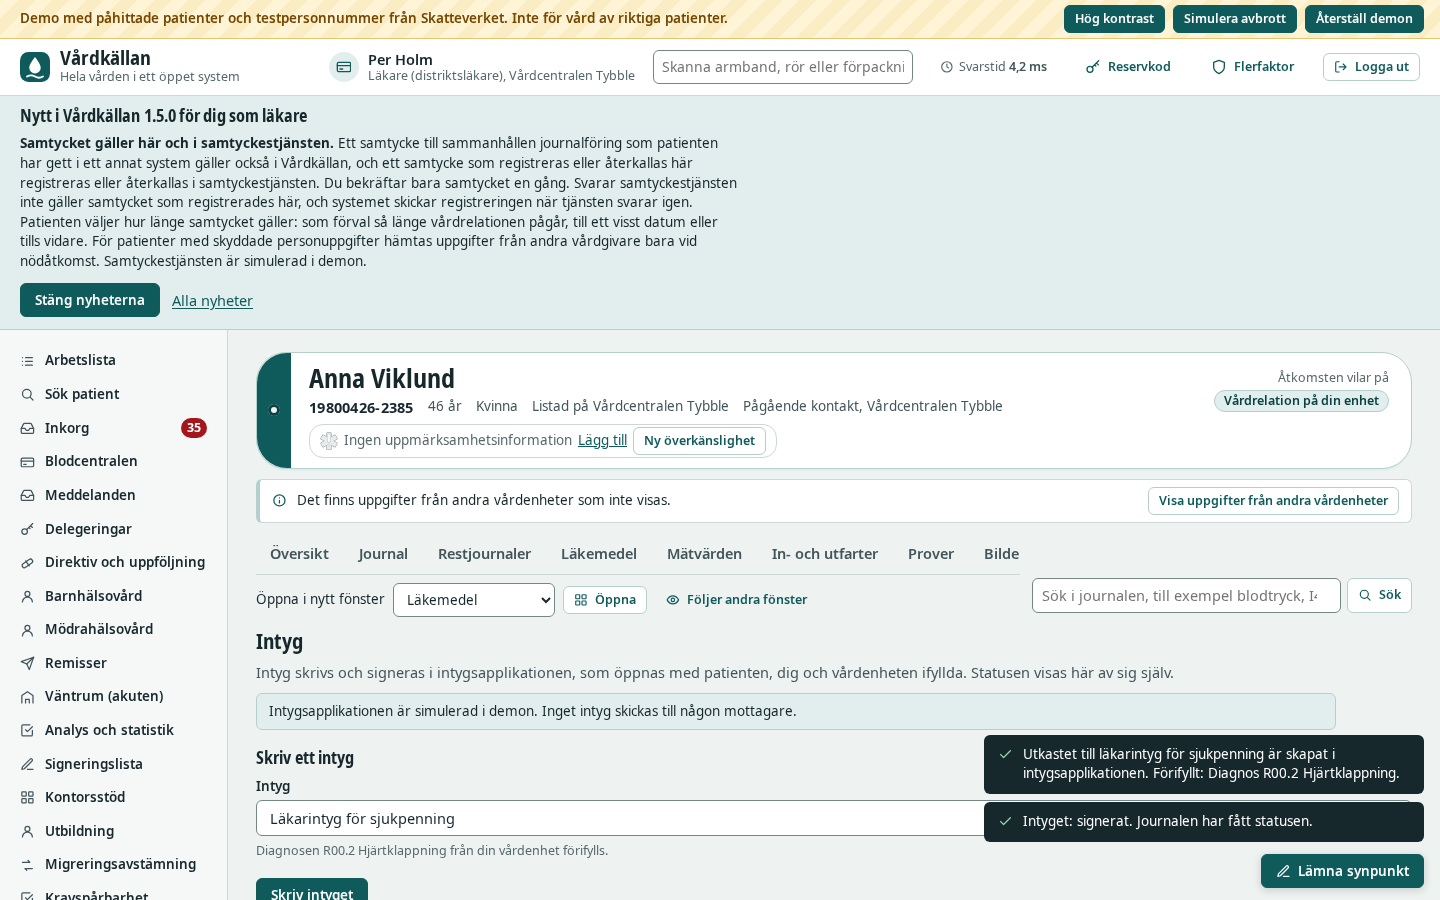 Demo med påhittade patienter och testpersonnummer från Skatteverket. Inte för vård av riktiga patienter.
Hög kontrast
Simulera avbrott
Återställ demon
Vårdkällan
Hela vården i ett öppet system
Per Holm
Läkare (distriktsläkare), Vårdcentralen Tybble
Skanna armband, rör eller förpackni
Svarstid 4,2 ms
Reservkod
Flerfaktor
Logga ut
Nytt i Vårdkällan 1.5.0 för dig som läkare
Samtycket gäller här och i samtyckestjänsten. Ett samtycke till sammanhållen journalföring som patienten
har gett i ett annat system gäller också i Vårdkällan, och ett samtycke som registreras eller återkallas här
registreras eller återkallas i samtyckestjänsten. Du bekräftar bara samtycket en gång. Svarar samtyckestjänsten
inte gäller samtycket som registrerades här, och systemet skickar registreringen när tjänsten svarar igen.
Patienten väljer hur länge samtycket gäller: som förval så länge vårdrelationen pågår, till ett visst datum eller
tills vidare. För patienter med skyddade personuppgifter hämtas uppgifter från andra vårdgivare bara vid
nödåtkomst. Samtyckestjänsten är simulerad i demon.
Stäng nyheterna
Alla nyheter
Arbetslista
Sök patient
Inkorg
35
Blodcentralen
Meddelanden
Delegeringar
Direktiv och uppföljning
Barnhälsovård
Mödrahälsovård
Remisser
Väntrum (akuten)
Analys och statistik
Signeringslista
Kontorsstöd
Utbildning
Migreringsavstämning
Kravspårbarhet
Anna Viklund
19800426-2385
46 år
Kvinna
Listad på Vårdcentralen Tybble
Pågående kontakt, Vårdcentralen Tybble
Ingen uppmärksamhetsinformation
Lägg till
Ny överkänslighet
Åtkomsten vilar på
Vårdrelation på din enhet
Det finns uppgifter från andra vårdenheter som inte visas.
Visa uppgifter från andra vårdenheter
Översikt
Journal
Restjournaler
Läkemedel
Mätvärden
In- och utfarter
Prover
Bilde
Öppna i nytt fönster
Läkemedel
Öppna
Följer andra fönster
Sök i journalen, till exempel blodtryck, I4
Sök
Intyg
Intyg skrivs och signeras i intygsapplikationen, som öppnas med patienten, dig och vårdenheten ifyllda. Statusen visas här av sig själv.
Intygsapplikationen är simulerad i demon. Inget intyg skickas till någon mottagare.
Skriv ett intyg
Intyg
Läkarintyg för sjukpenning
Diagnosen R00.2 Hjärtklappning från din vårdenhet förifylls.
Skriv intyget
Utkastet till läkarintyg för sjukpenning är skapat i
intygsapplikationen. Förifyllt: Diagnos R00.2 Hjärtklappning.
Intyget: signerat. Journalen har fått statusen.
Lämna synpunkt